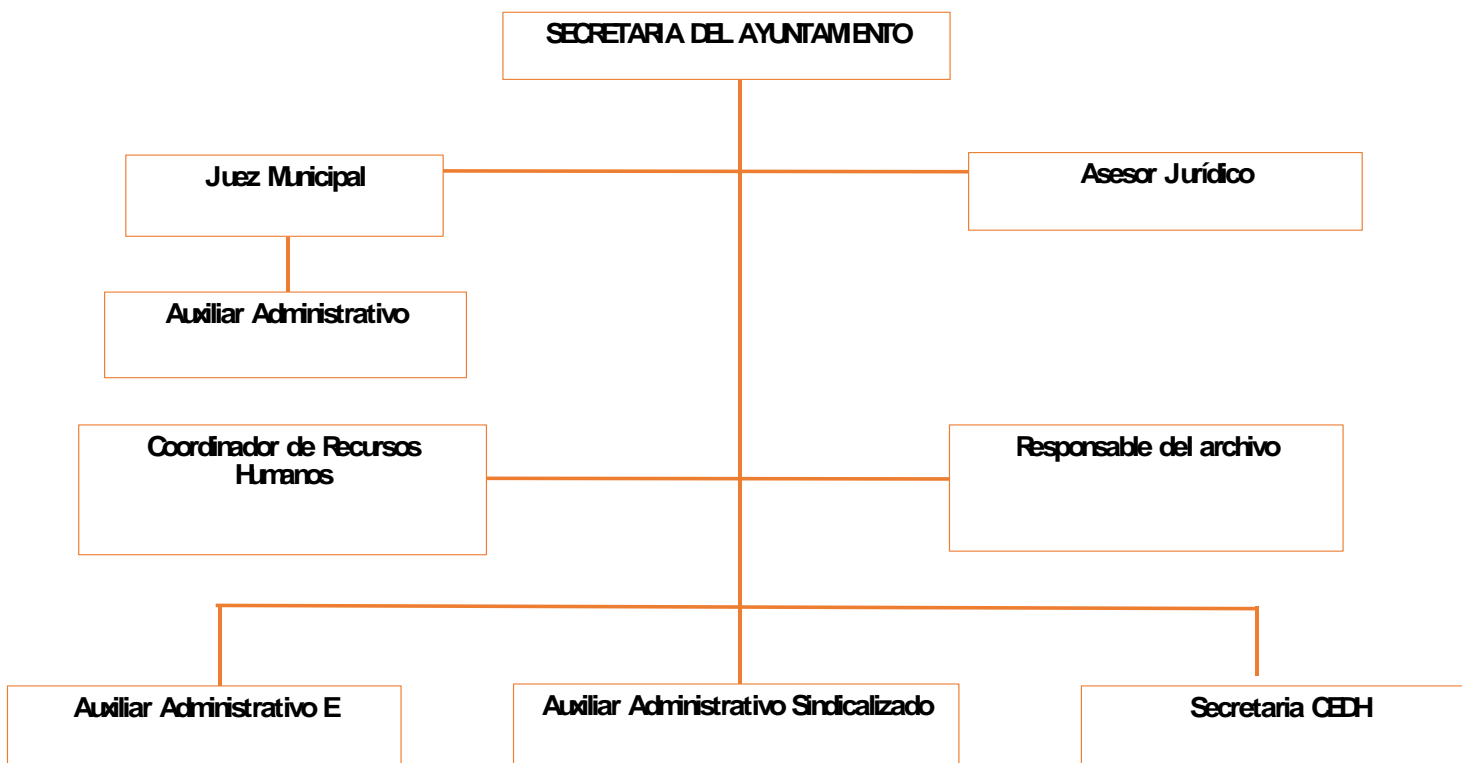 SECRETARIA DEL AYUNTAMIENTO
Juez Municipal
Asesor Jurídico
Auxiliar Administrativo
Coordinador de Recursos
Humanos
Responsable del archivo
Auxiliar Administrativo E
Auxiliar Administrativo Sindicalizado
Secretaria CEDH